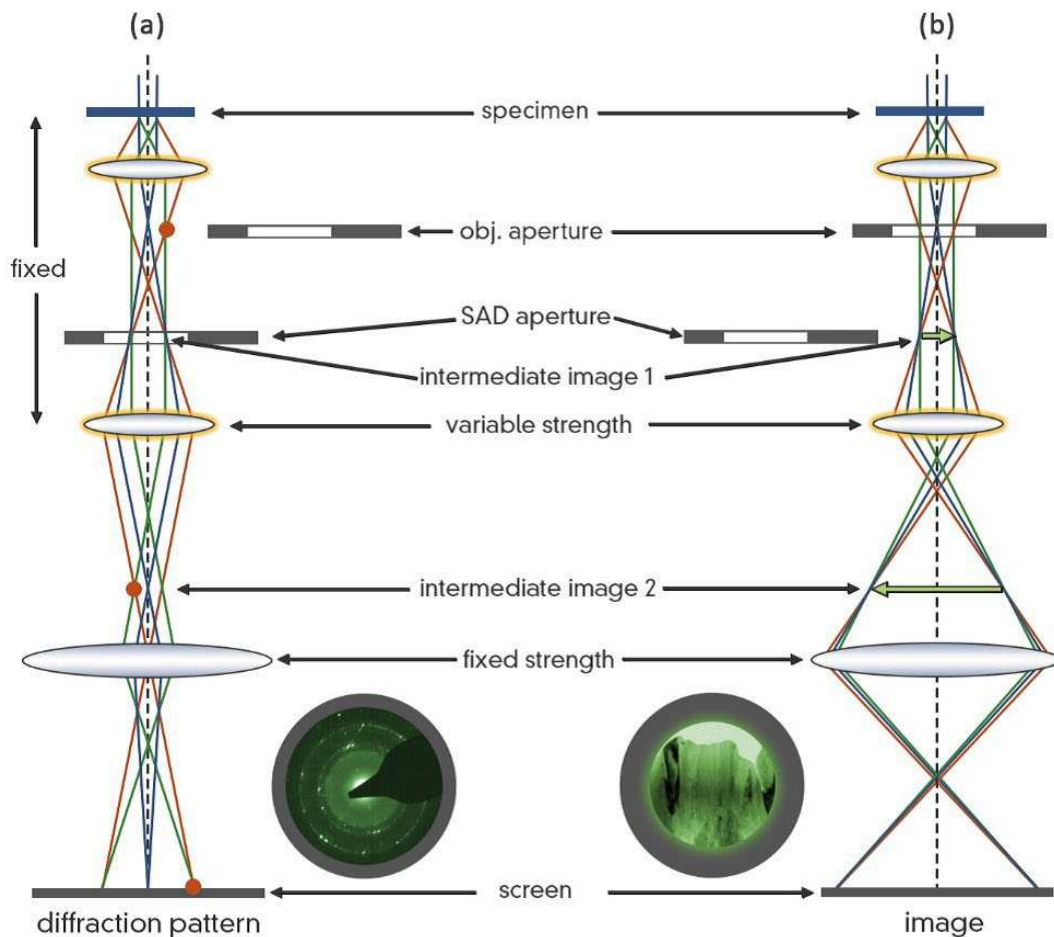 (a)
(b)
specimen
obj. aperture
fixed
SAD aperture
intermediate image 1
variable strength
intermediate image 2
fixed strength
screen
diffraction pattern
image